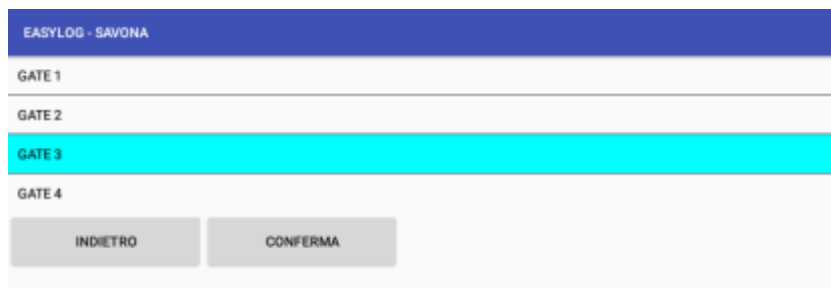 EASYLOG - SAVONA
GATE 1
GATE 2
GATE 3
GATE 4
INDIETRO CONFERMA